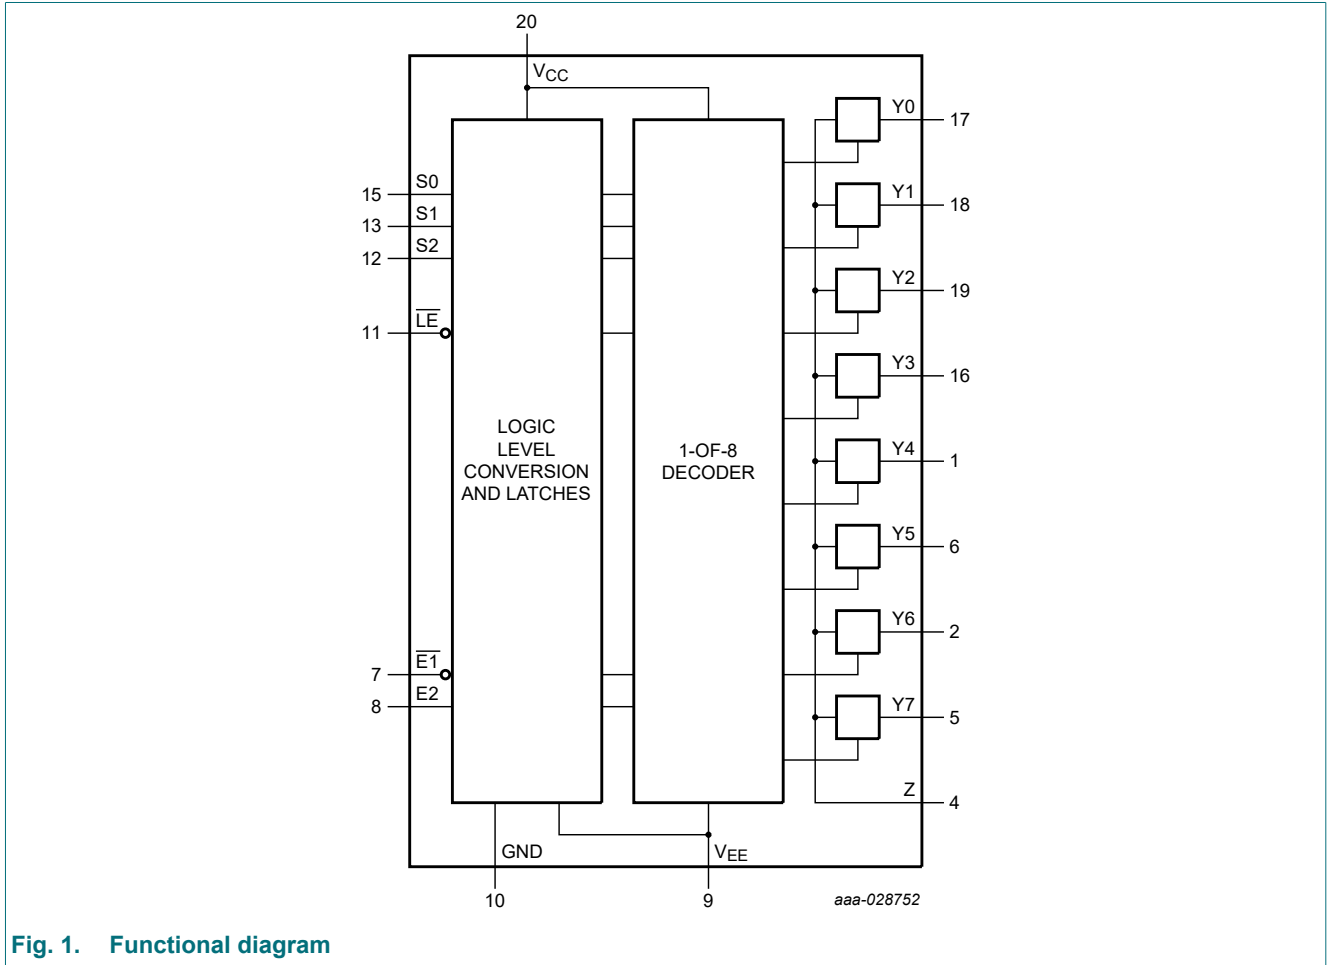 20
VCC
Y0
17
15
S0
Y1
18
13
S1
12
S2
Y2
19
11
LE
Y3
16
LOGIC
LEVEL
CONVERSION
AND LATCHES
1-OF-8
DECODER
Y4
1
Y5
6
Y6
2
7
E1
8
E2
Y7
5
Z
4
GND
VEE
10
9
aaa-028752
Fig. 1. Functional diagram